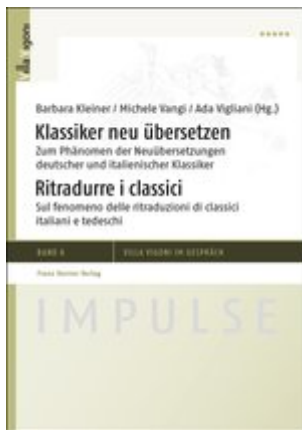 Villa Vigoni
Barbara Kleiner / Michele Vangi / Ada Vigliani (Hg.)
Klassiker neu übersetzen
Zum Phänomen der Neuübersetzungen
deutscher und italienischer Klassiker
Ritradurre i classici
Sul fenomeno delle ritraduzioni di classici
italiani e tedeschi
VILLA VIGONI IM GESPRÄCH
Franz Steiner Verlag
IMPULSE